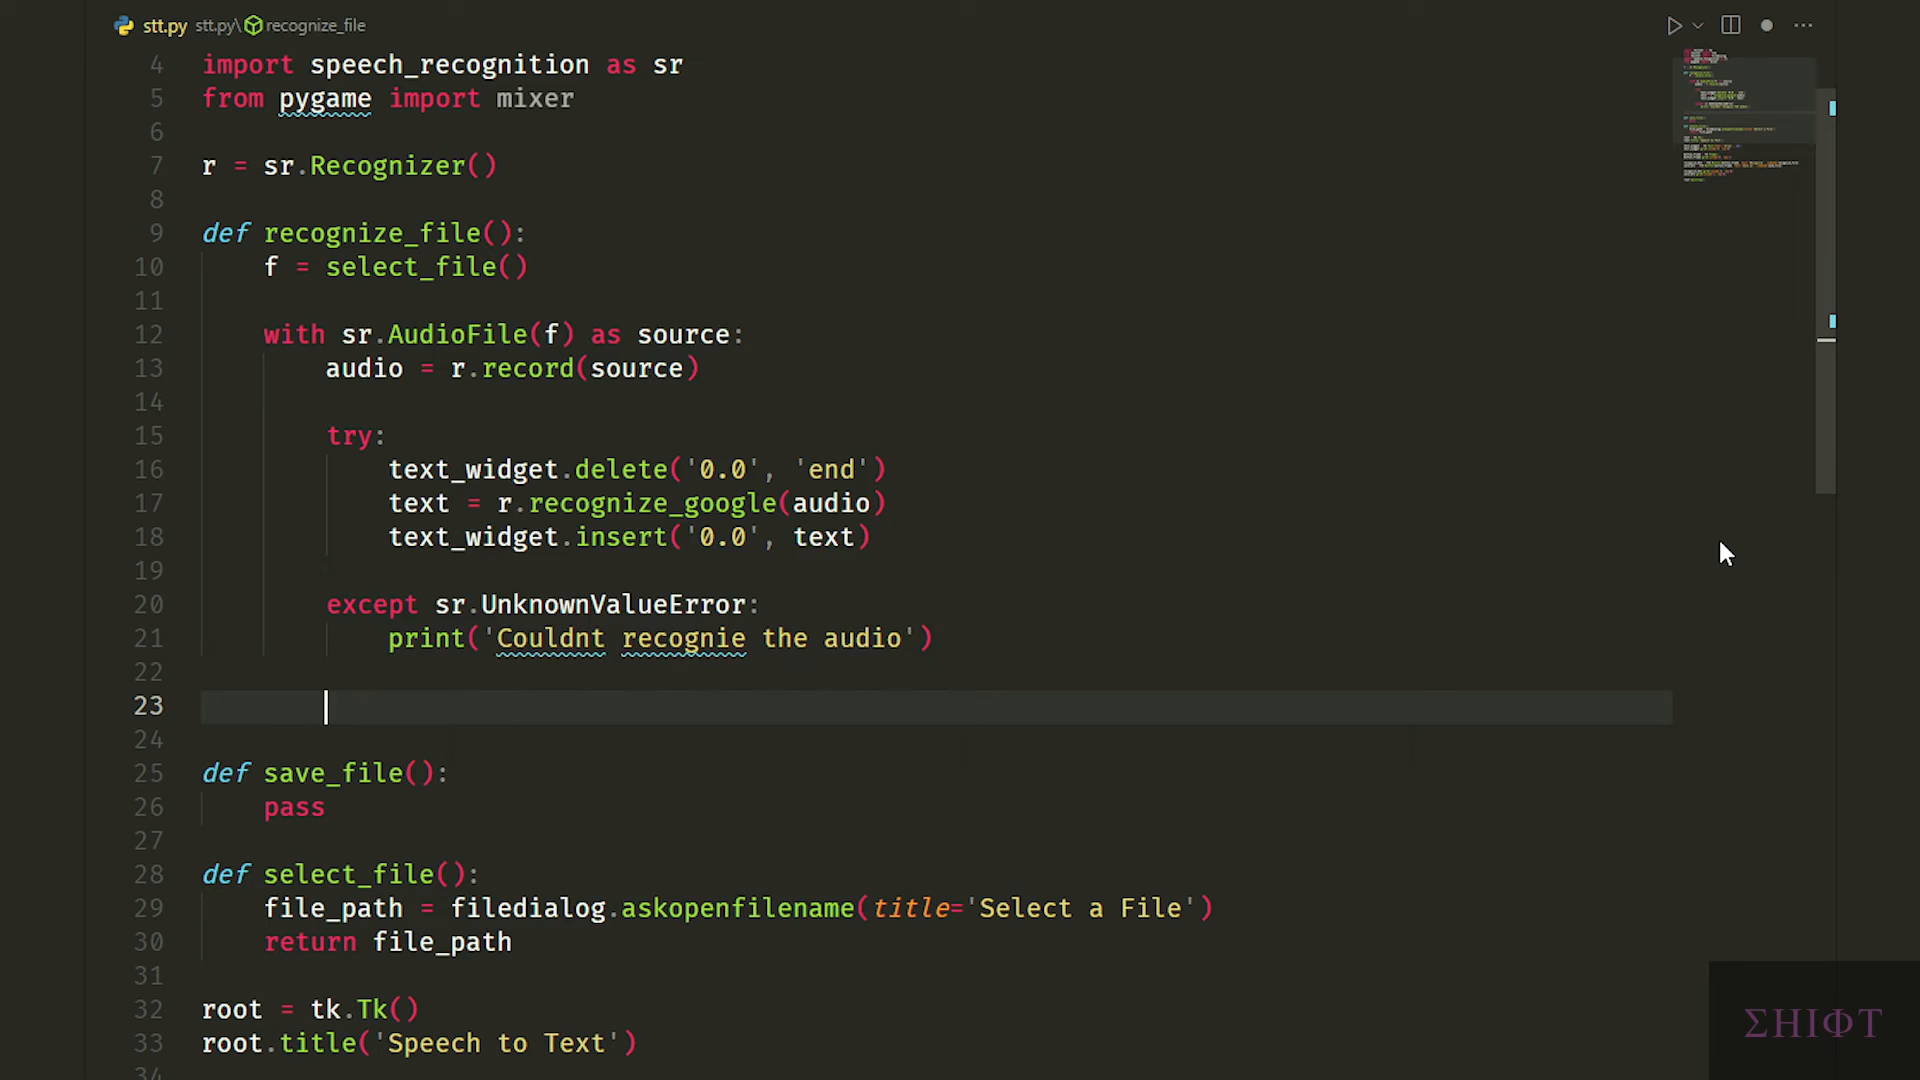 stt.py stt.py\recognize_file
4 import speech_recognition as sr
5 from pygame import mixer
6
7 r = sr.Recognizer()
8
9 def recognize_file():
10 f = select_file()
11
12 with sr.AudioFile(f) as source:
13 audio = r.record(source)
14
15 try:
16 text_widget.delete('0.0', 'end')
17 text = r.recognize_google(audio)
18 text_widget.insert('0.0', text)
19
20 except sr.UnknownValueError:
21 print('Couldnt recognie the audio')
22
23
24
25 def save_file():
26 pass
27
28 def select_file():
29 file_path = filedialog.askopenfilename(title='Select a File')
30 return file_path
31
32 root = tk.Tk()
33 root.title('Speech to Text')
34
ΣHIΦT